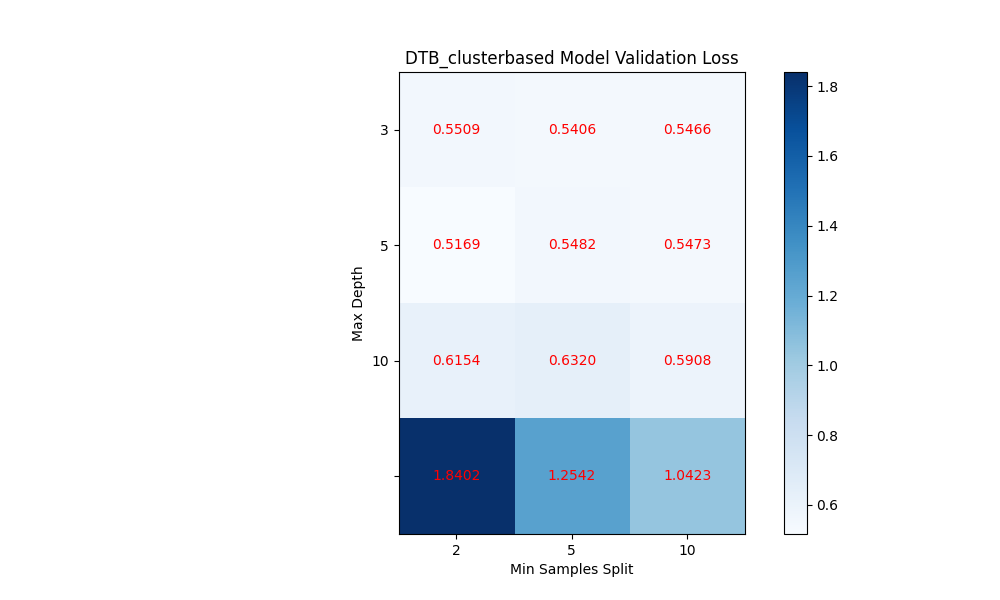 DTB_clusterbased Model Validation Loss
3
0.5509 0.5406 0.5466
5
0.5169 0.5482 0.5473
10
0.6154 0.6320 0.5908
1.8402 1.2542 1.0423
2 5 10
Min Samples Split
Max Depth
1.8
1.6
1.4
1.2
1.0
0.8
0.6